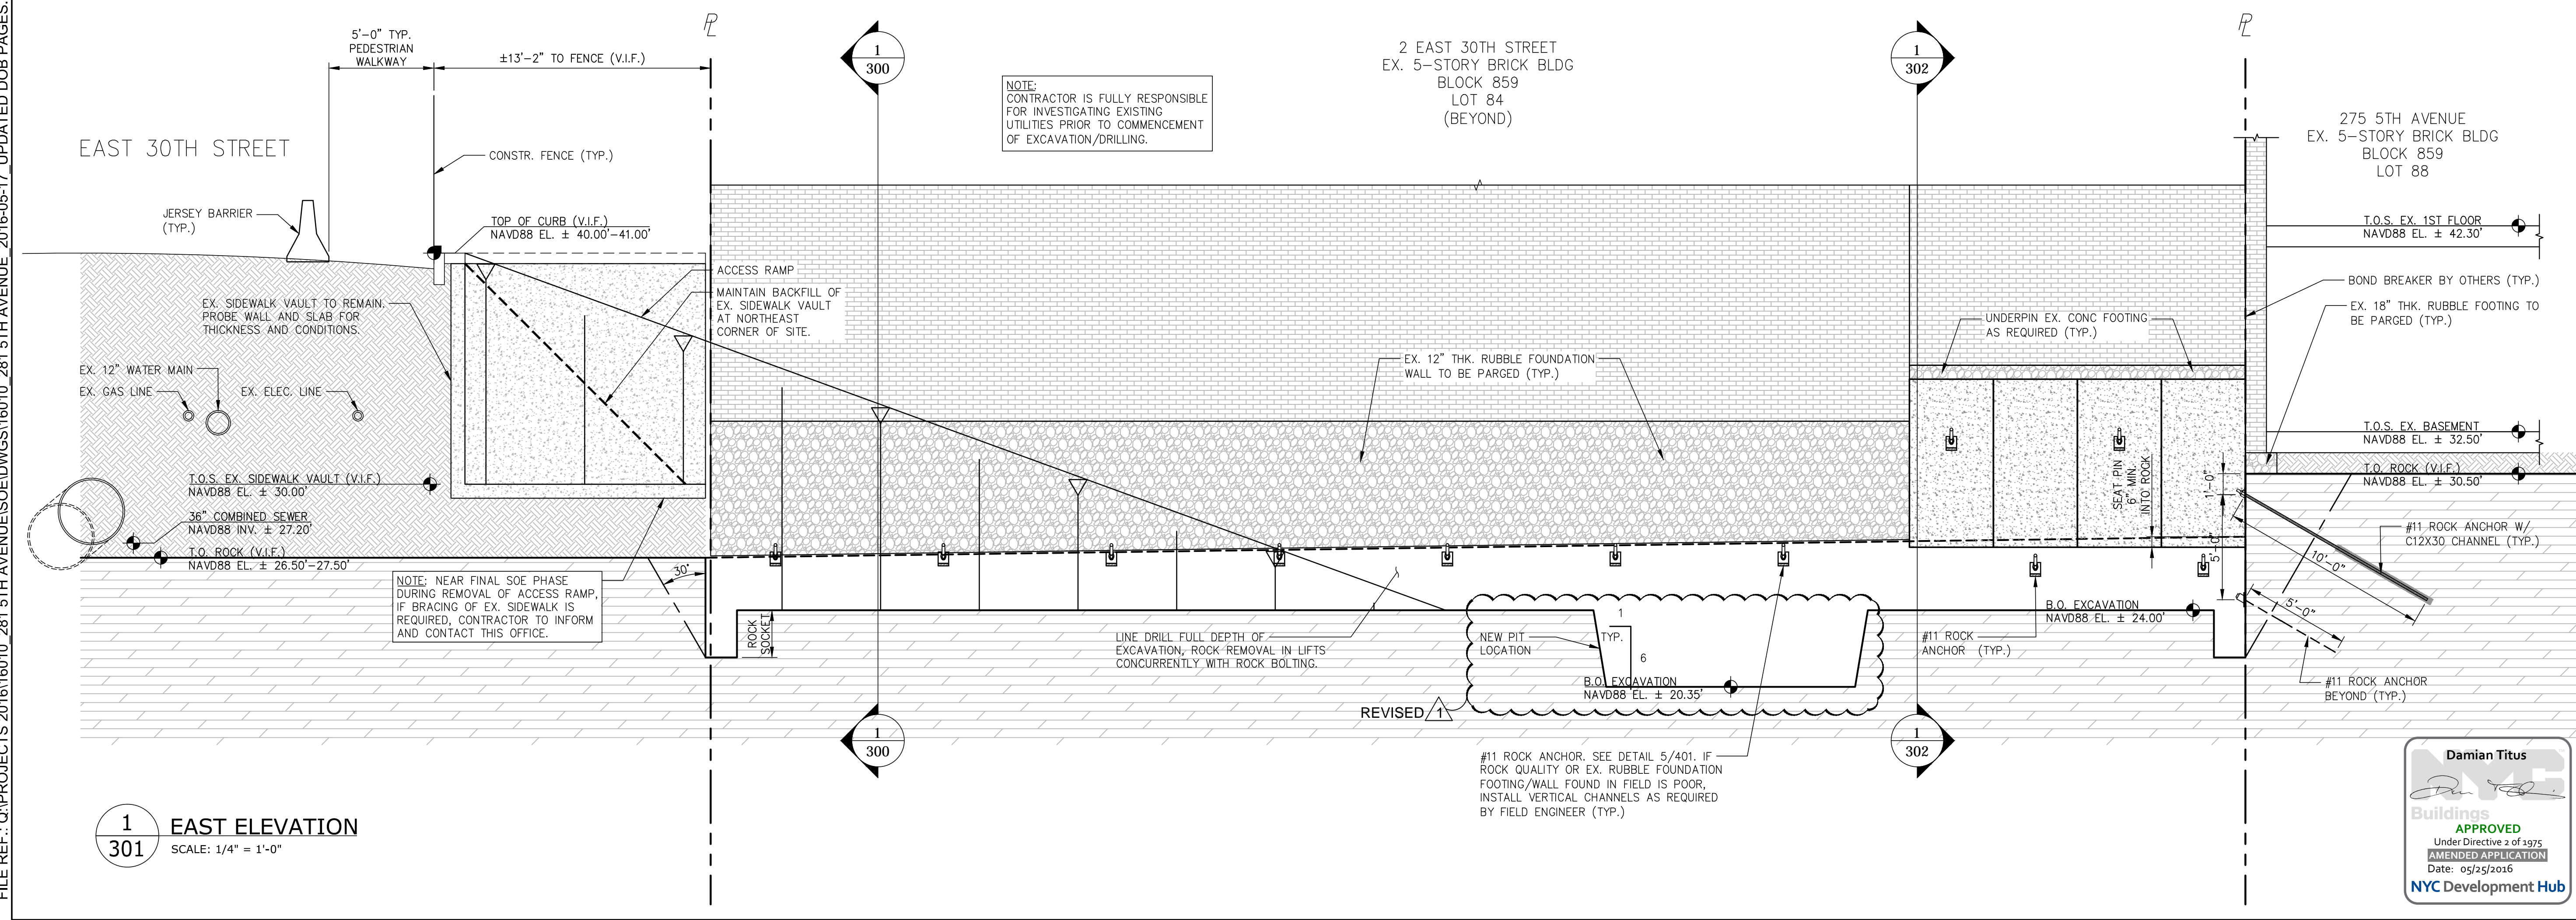 FILE REF.: Q:\PROJECTS 2016\16010_281 5TH AVENUE\SOE\DWGS\16010_281 5TH AVENUE_2016-05-17_UPDATED DOB PAGES.
5'-0" TYP.
PEDESTRIAN
WALKWAY
±13'-2" TO FENCE (V.I.F.)
PL
1
300
NOTE:
CONTRACTOR IS FULLY RESPONSIBLE
FOR INVESTIGATING EXISTING
UTILITIES PRIOR TO COMMENCEMENT
OF EXCAVATION/DRILLING.
2 EAST 30TH STREET
EX. 5-STORY BRICK BLDG
BLOCK 859
LOT 84
(BEYOND)
1
302
PL
275 5TH AVENUE
EX. 5-STORY BRICK BLDG
BLOCK 859
LOT 88
EAST 30TH STREET
CONSTR. FENCE (TYP.)
JERSEY BARRIER
(TYP.)
TOP OF CURB (V.I.F.)
NAVD88 EL. ± 40.00'-41.00'
T.O.S. EX. 1ST FLOOR
NAVD88 EL. ± 42.30'
ACCESS RAMP
MAINTAIN BACKFILL OF
EX. SIDEWALK VAULT
AT NORTHEAST
CORNER OF SITE.
BOND BREAKER BY OTHERS (TYP.)
EX. 18" THK. RUBBLE FOOTING TO
BE PARGED (TYP.)
EX. SIDEWALK VAULT TO REMAIN.
PROBE WALL AND SLAB FOR
THICKNESS AND CONDITIONS.
UNDERPIN EX. CONC FOOTING
AS REQUIRED (TYP.)
EX. 12" THK. RUBBLE FOUNDATION
WALL TO BE PARGED (TYP.)
EX. 12" WATER MAIN
EX. GAS LINE
EX. ELEC. LINE
T.O.S. EX. BASEMENT
NAVD88 EL. ± 32.50'
T.O. ROCK (V.I.F.)
NAVD88 EL. ± 30.50'
T.O.S. EX. SIDEWALK VAULT (V.I.F.)
NAVD88 EL. ± 30.00'
36" COMBINED SEWER
NAVD88 INV. ± 27.20'
T.O. ROCK (V.I.F.)
NAVD88 EL. ± 26.50'-27.50'
SEAT PIN
6" MIN.
INTO ROCK
1'-0"
5'-0"
10'-0"
5'-0"
#11 ROCK ANCHOR W/
C12X30 CHANNEL (TYP.)
NOTE: NEAR FINAL SOE PHASE
DURING REMOVAL OF ACCESS RAMP,
IF BRACING OF EX. SIDEWALK IS
REQUIRED, CONTRACTOR TO INFORM
AND CONTACT THIS OFFICE.
30°
ROCK
SOCKET
LINE DRILL FULL DEPTH OF
EXCAVATION, ROCK REMOVAL IN LIFTS
CONCURRENTLY WITH ROCK BOLTING.
NEW PIT
LOCATION
1
TYP.
6
B.O. EXCAVATION
NAVD88 EL. ± 20.35'
REVISED 1
#11 ROCK
ANCHOR (TYP.)
B.O. EXCAVATION
NAVD88 EL. ± 24.00'
#11 ROCK ANCHOR
BEYOND (TYP.)
1
300
1
302
#11 ROCK ANCHOR. SEE DETAIL 5/401. IF
ROCK QUALITY OR EX. RUBBLE FOUNDATION
FOOTING/WALL FOUND IN FIELD IS POOR,
INSTALL VERTICAL CHANNELS AS REQUIRED
BY FIELD ENGINEER (TYP.)
1
301
EAST ELEVATION
SCALE: 1/4" = 1'-0"
Damian Titus
NYC
Buildings
APPROVED
Under Directive 2 of 1975
AMENDED APPLICATION
Date: 05/25/2016
NYC Development Hub